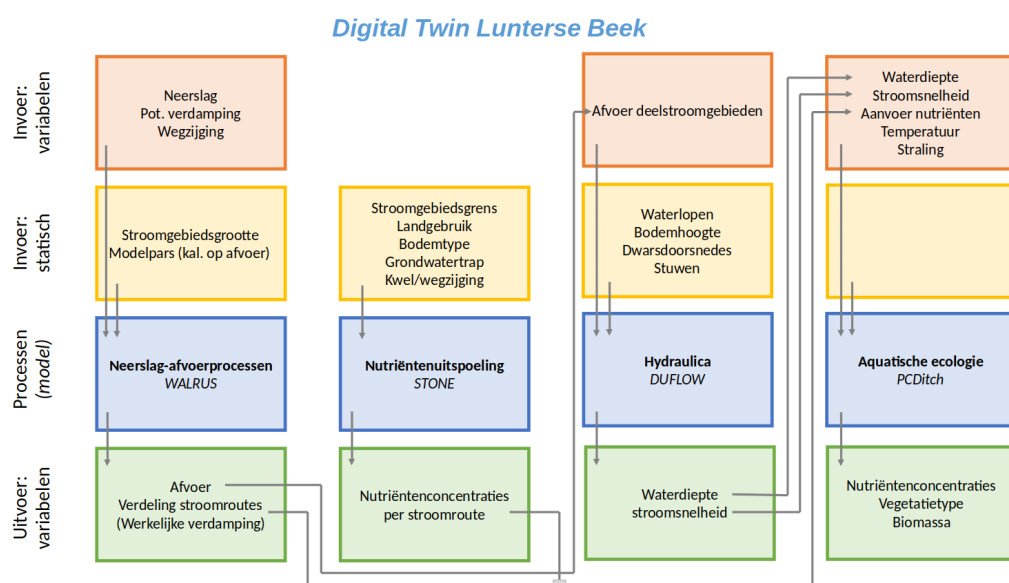 Digital Twin Lunterse Beek
Invoer:
variabelen
Neerslag
Pot. verdamping
Wegzijging
Afvoer deelstroomgebieden
Waterdiepte
Stroomsnelheid
Aanvoer nutriënten
Temperatuur
Straling
Invoer:
statisch
Stroomgebiedsgrootte
Modelpars (kal. op afvoer)
Stroomgebiedsgrens
Landgebruik
Bodemtype
Grondwatertrap
Kwel/wegzijging
Waterlopen
Bodemhoogte
Dwarsdoorsnedes
Stuwen
Processen
(model)
Neerslag-afvoerprocessen
WALRUS
Nutriëntenuitspoeling
STONE
Hydraulica
DUFLOW
Aquatische ecologie
PCDitch
Uitvoer:
variabelen
Afvoer
Verdeling stroomroutes
(Werkelijke verdamping)
Nutriëntenconcentraties
per stroomroute
Waterdiepte
stroomsnelheid
Nutriëntenconcentraties
Vegetatietype
Biomassa